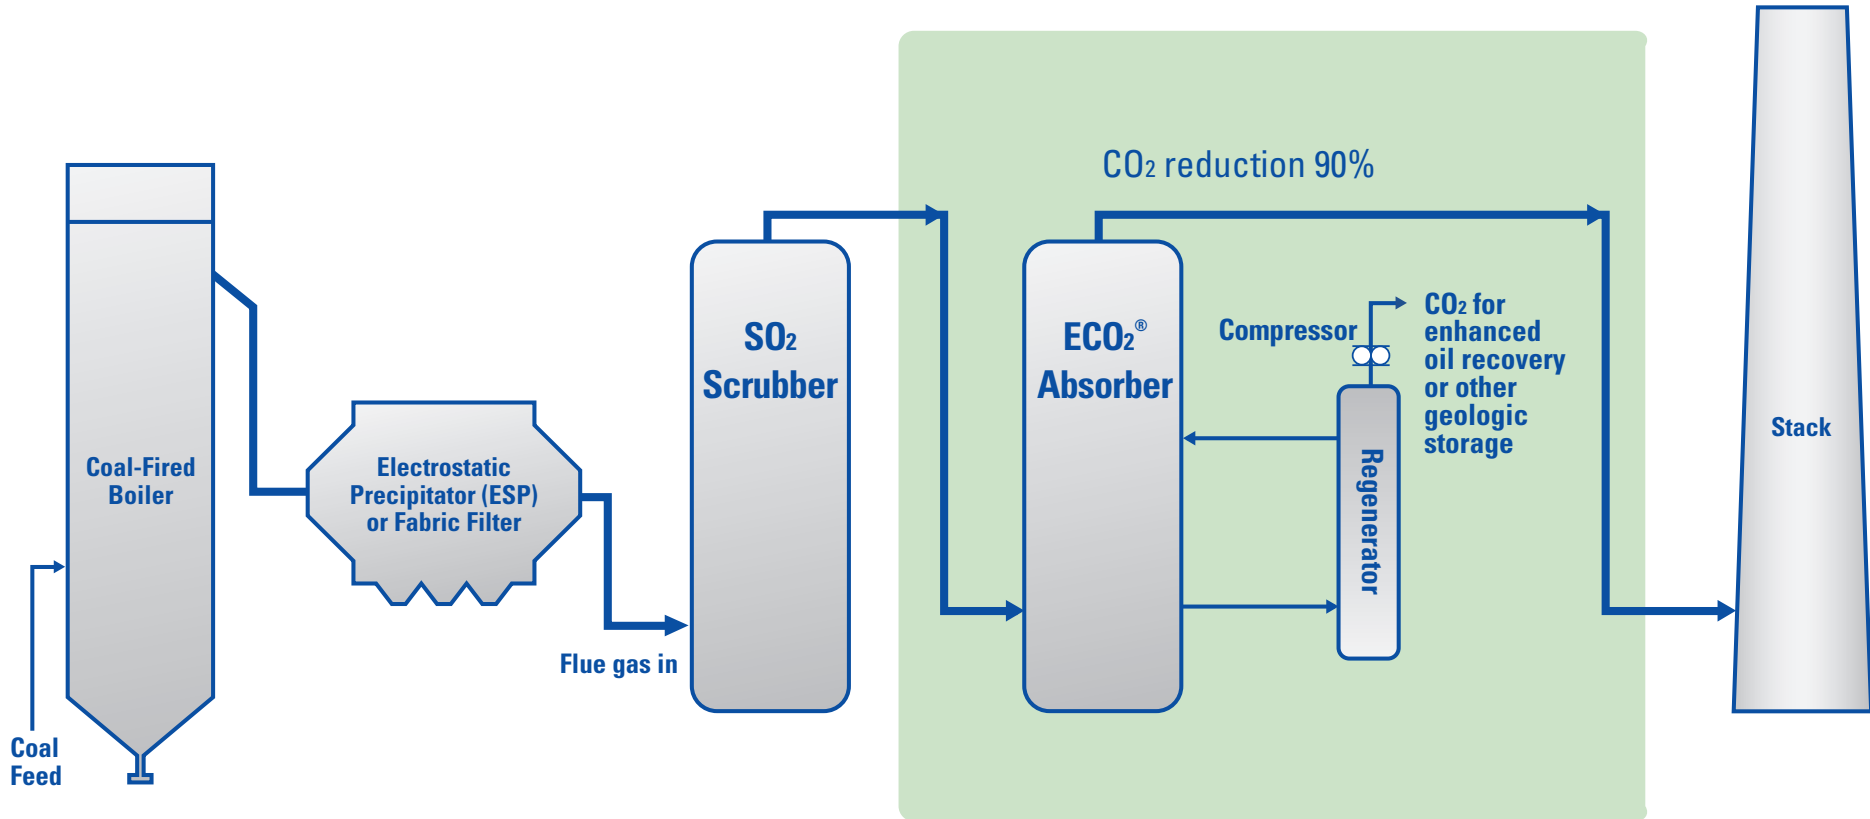 CO2 reduction 90%
SO2
Scrubber
ECO2®
Absorber
Compressor
CO2 for
enhanced
oil recovery
or other
geologic
storage
Regenerator
Stack
Coal-Fired
Boiler
Electrostatic
Precipitator (ESP)
or Fabric Filter
Flue gas in
Coal
Feed